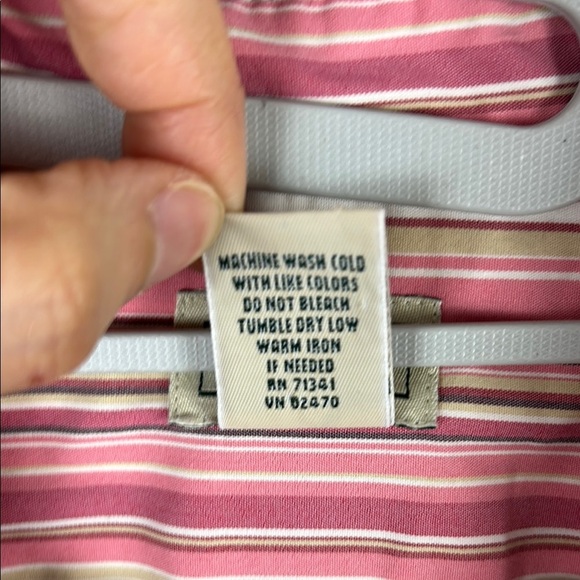 MACHINE WASH COLD
WITH LIKE COLORS
DO NOT BLEACH
TUMBLE DRY LOW
WARM IRON
IF NEEDED
RN 71341
VN 02470